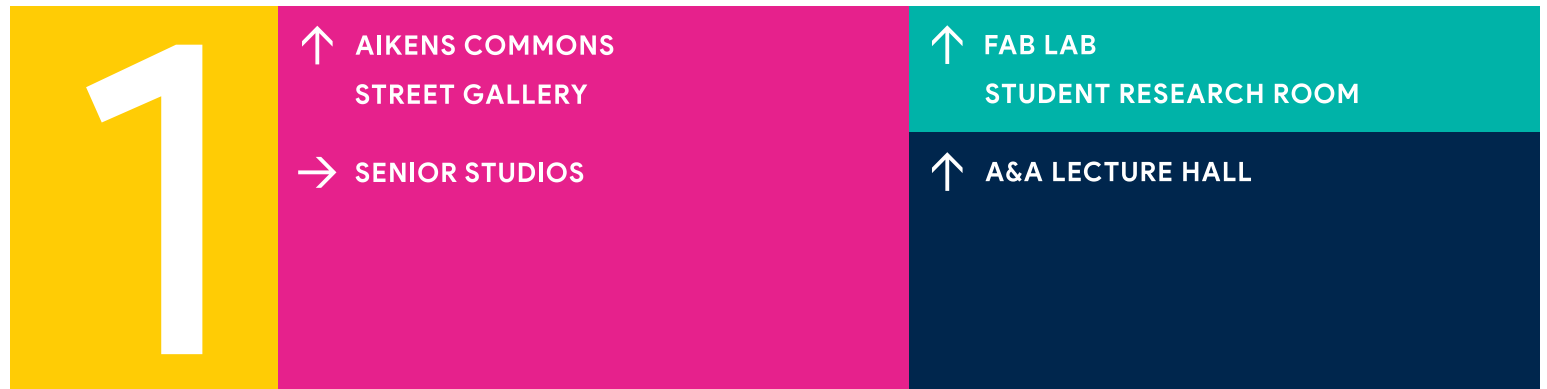 1
↑ AIKENS COMMONS
STREET GALLERY
→ SENIOR STUDIOS
↑ FAB LAB
STUDENT RESEARCH ROOM
↑ A&A LECTURE HALL